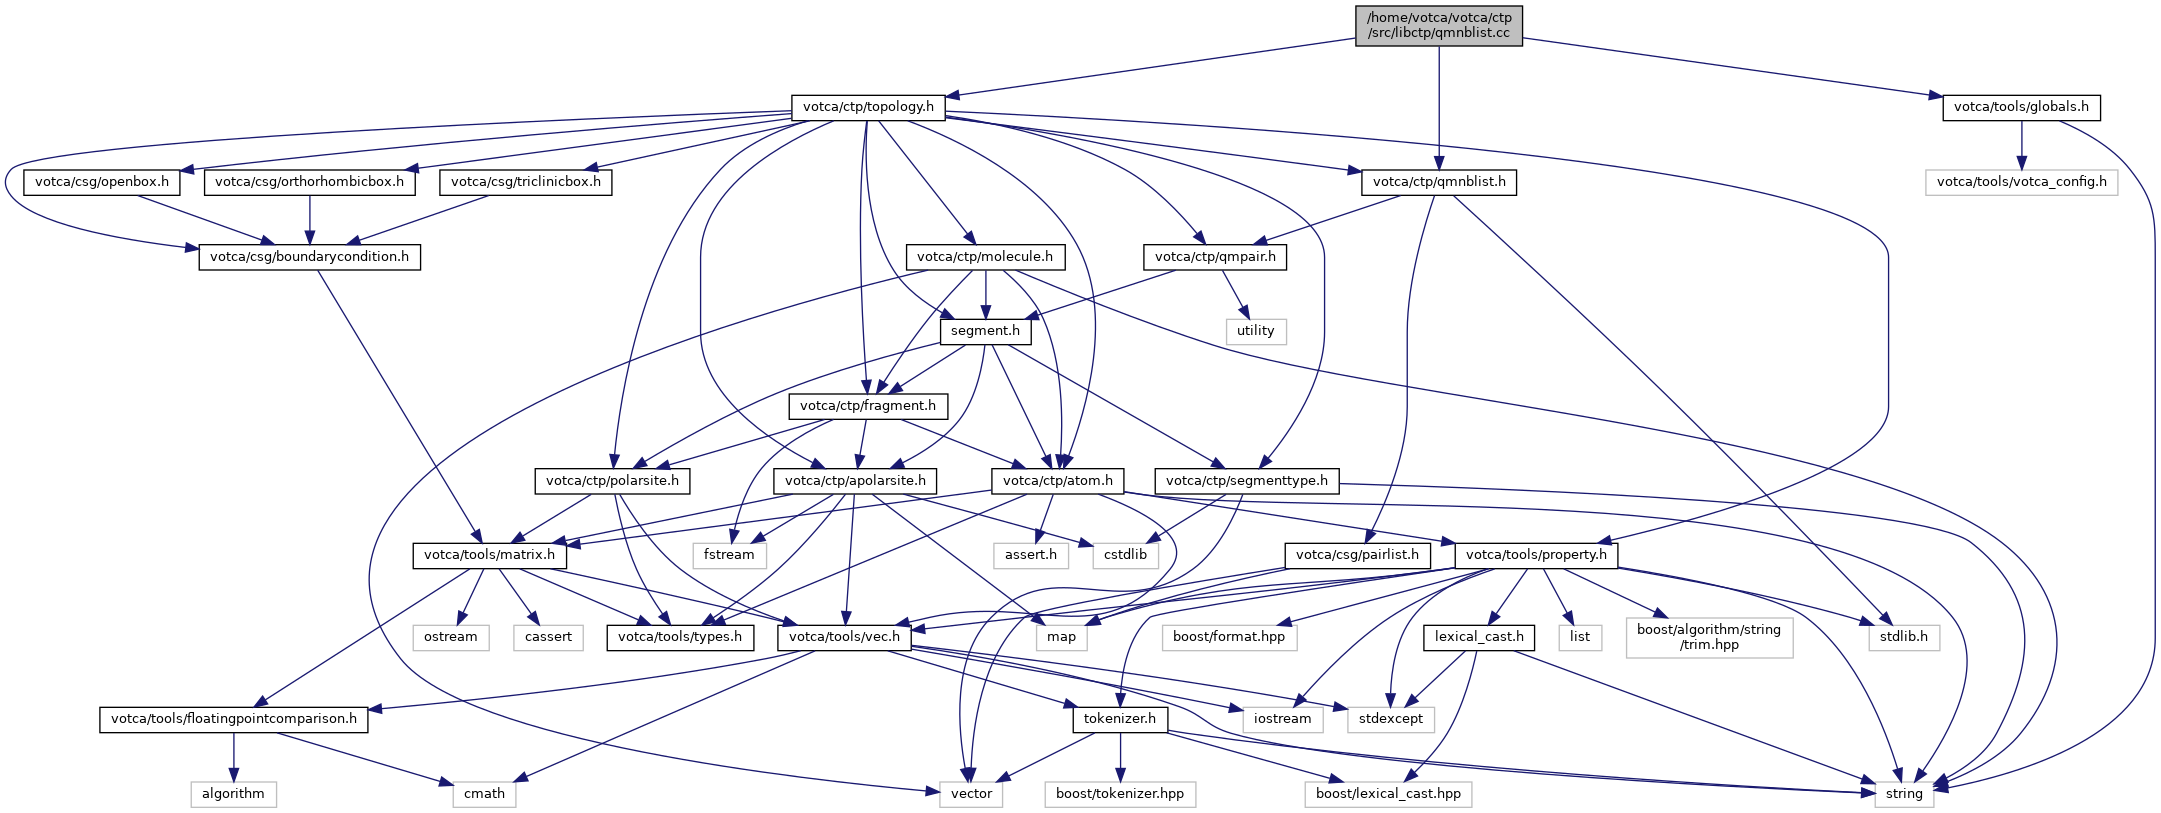 /home/votca/votca/ctp
/src/libctp/qmnblist.cc
votca/ctp/topology.h
votca/tools/globals.h
votca/csg/openbox.h
votca/csg/orthorhombicbox.h
votca/csg/triclinicbox.h
votca/ctp/qmnblist.h
votca/tools/votca_config.h
votca/csg/boundarycondition.h
votca/ctp/molecule.h
votca/ctp/qmpair.h
segment.h
utility
votca/ctp/fragment.h
votca/ctp/polarsite.h
votca/ctp/apolarsite.h
votca/ctp/atom.h
votca/ctp/segmenttype.h
votca/tools/matrix.h
fstream
assert.h
cstdlib
votca/csg/pairlist.h
votca/tools/property.h
ostream
cassert
votca/tools/types.h
votca/tools/vec.h
map
boost/format.hpp
lexical_cast.h
list
boost/algorithm/string
/trim.hpp
stdlib.h
votca/tools/floatingpointcomparison.h
tokenizer.h
iostream
stdexcept
algorithm
cmath
vector
boost/tokenizer.hpp
boost/lexical_cast.hpp
string